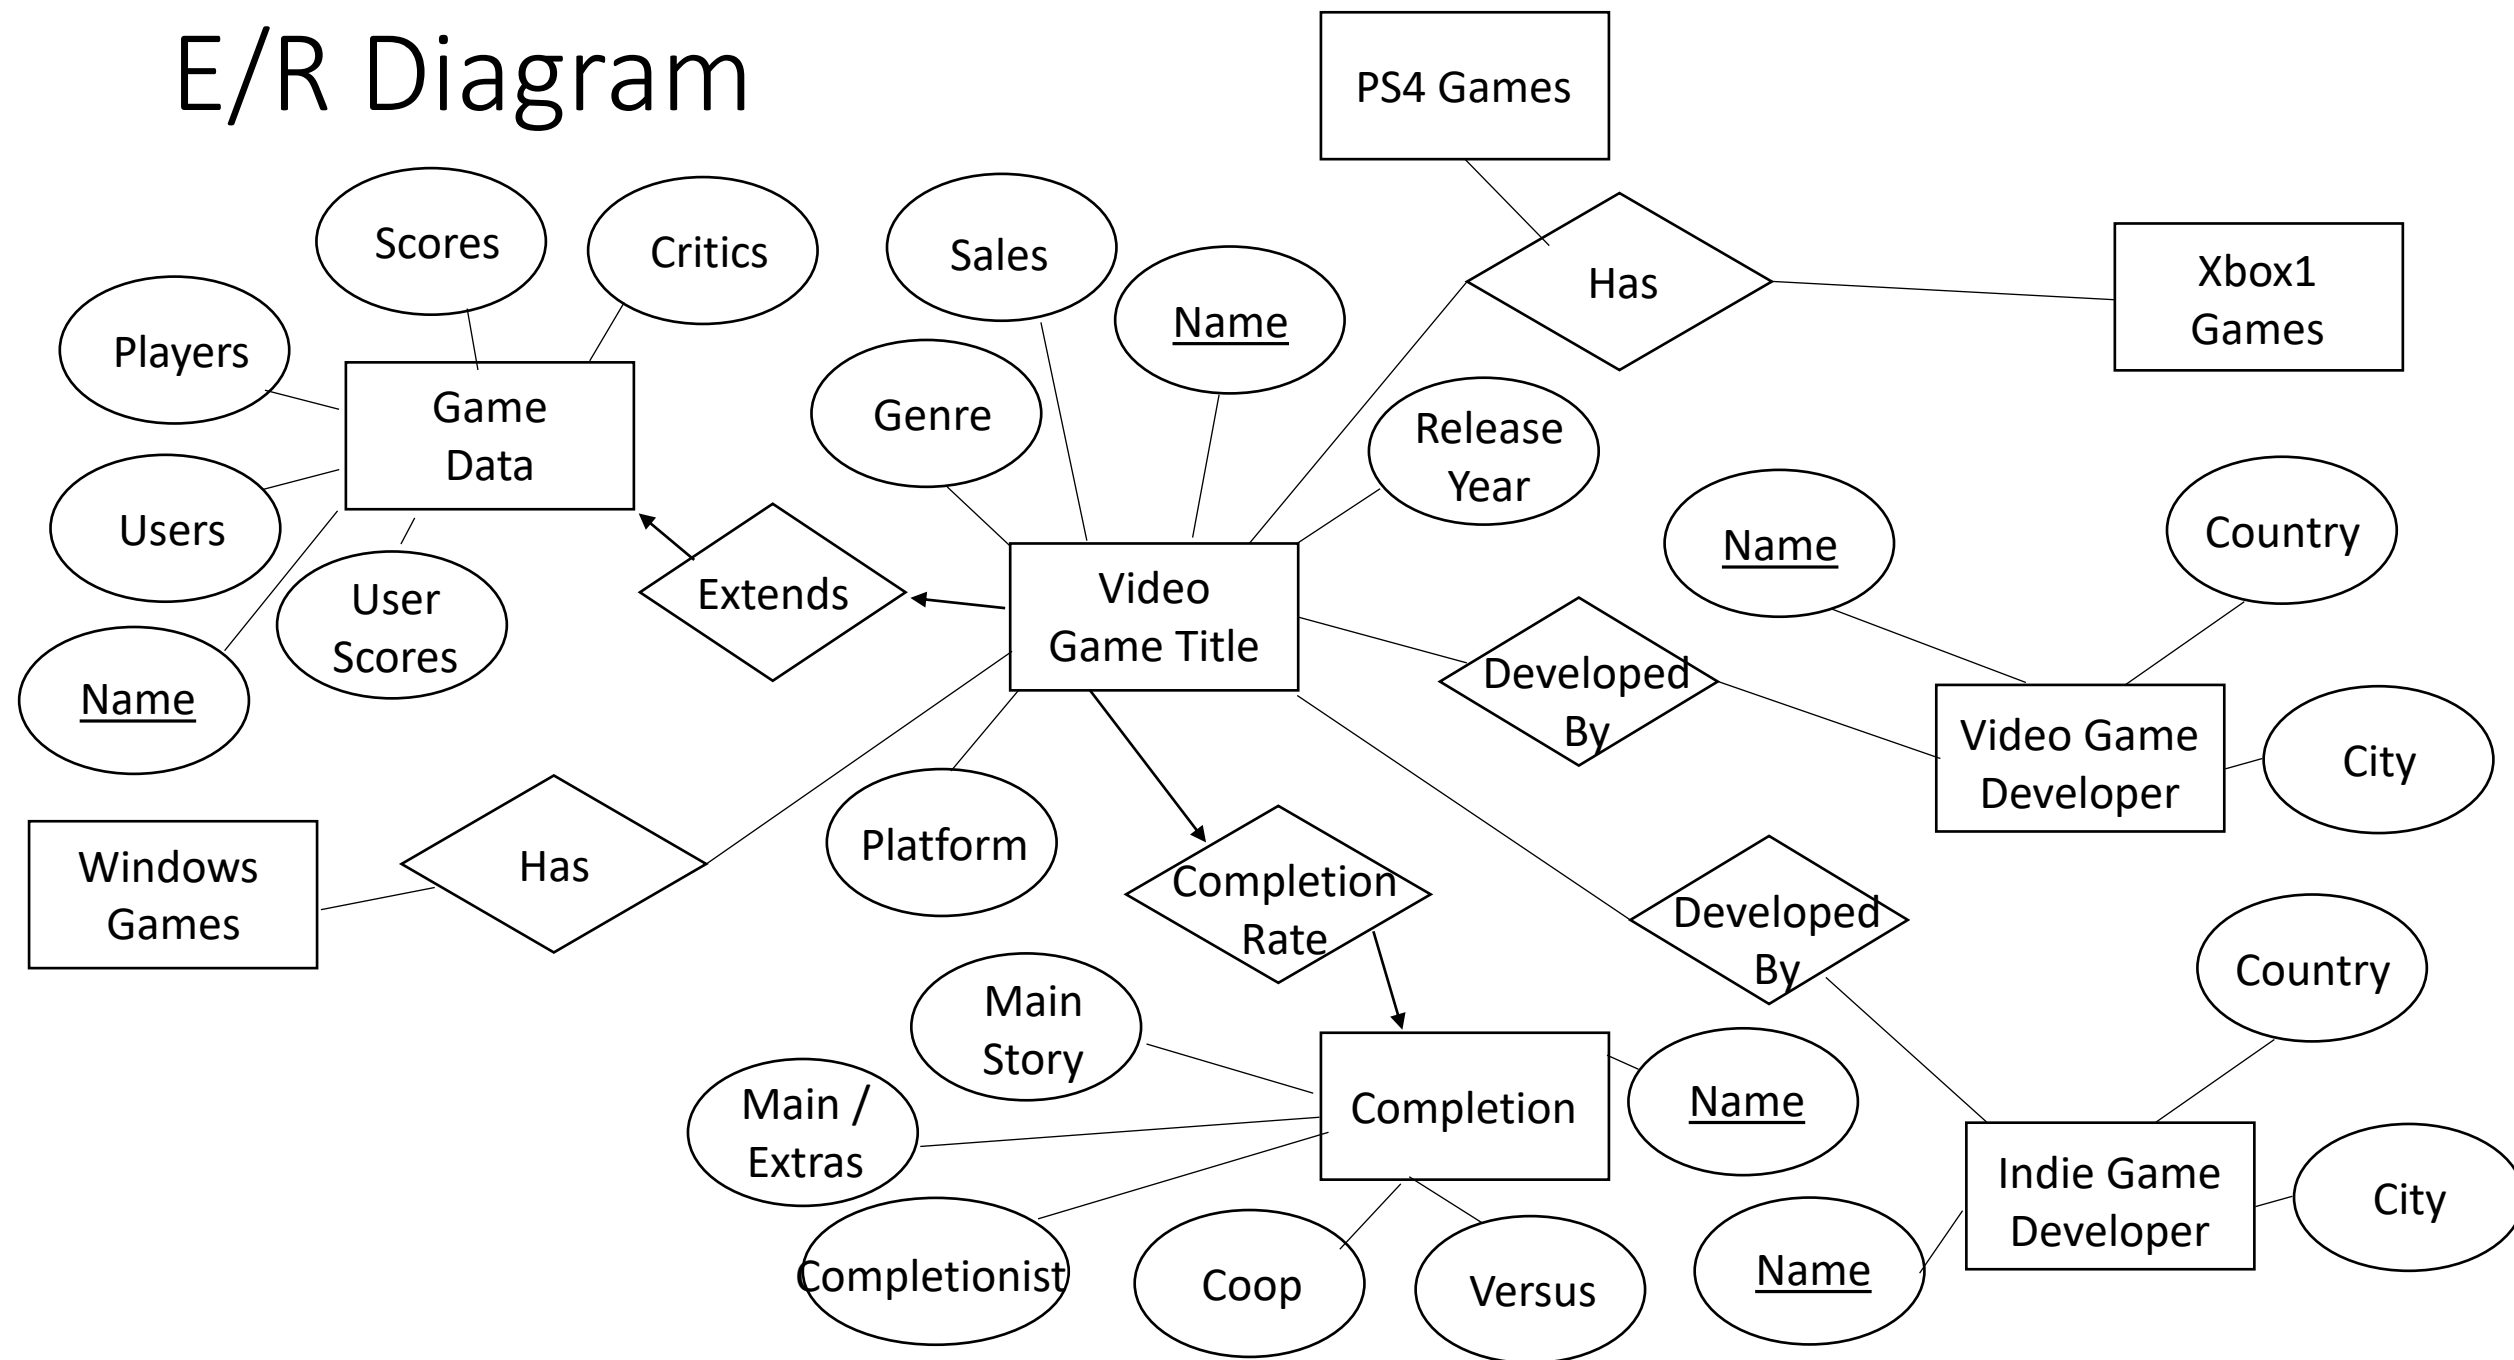 E/R Diagram
PS4 Games
Scores
Critics
Sales
Name
Has
Xbox1
Games
Players
Game
Data
Genre
Release
Year
Users
User
Scores
Name
Extends
Video
Game Title
Name
Country
Developed
By
Video Game
Developer
City
Windows
Games
Has
Platform
Completion
Rate
Developed
By
Country
Main
Story
Main /
Extras
Completion
Name
Completionist
Coop
Versus
Name
Indie Game
Developer
City